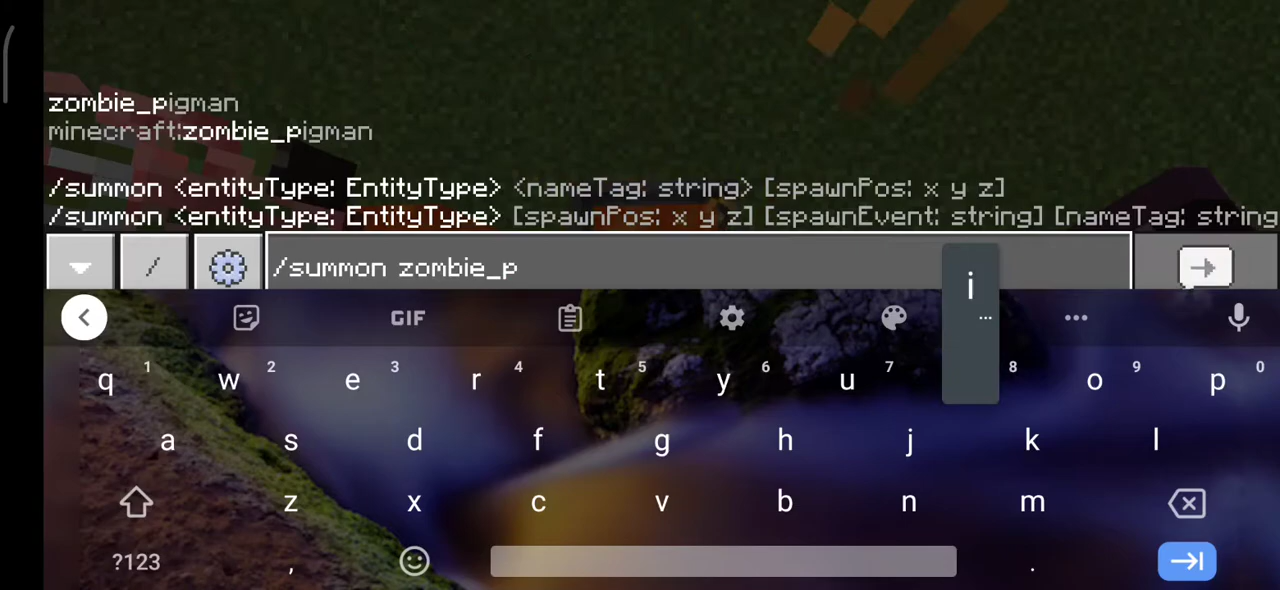 zombie_pigman
minecraft:zombie_pigman
/summon <entityType: EntityType> <nameTag: string> [spawnPos: x y z]
/summon <entityType: EntityType> [spawnPos: x y z] [spawnEvent: string] [nameTag: string
/ /summon zombie_p
i
...
GIF
1 2 3 4 5 6 7 8 9 0
q w e r t y u o p
a s d f g h j k l
z x c v b n m
?123 , .